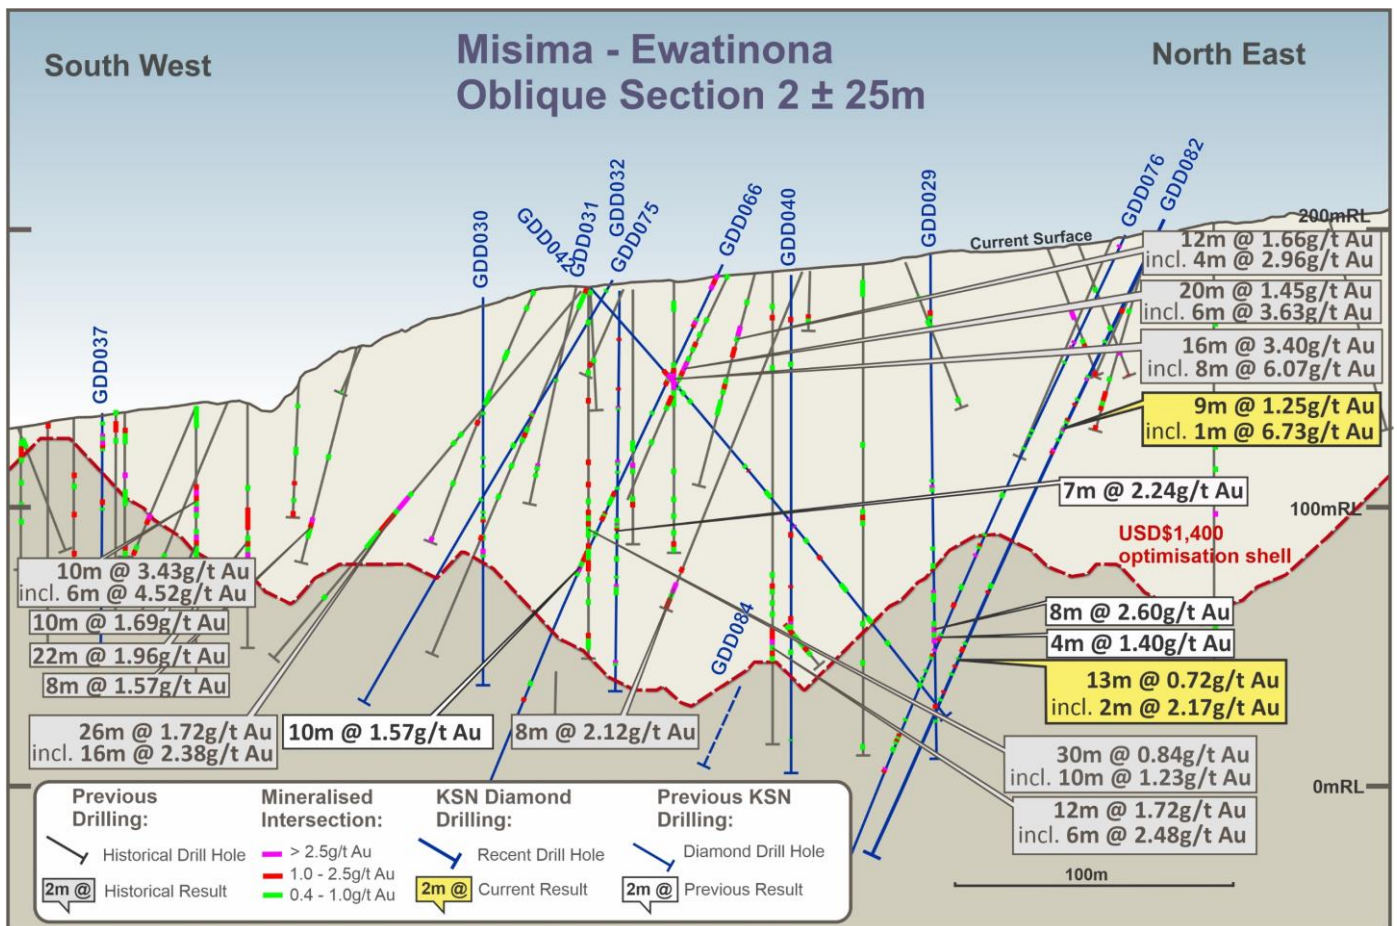 South West
Misima - Ewatinona
Oblique Section 2 ± 25m
North East
GDD037
GDD030
GDD042
GDD031
GDD032
GDD075
GDD066
GDD040
GDD029
GDD076
GDD082
200mRL
Current Surface
12m @ 1.66g/t Au
incl. 4m @ 2.96g/t Au
20m @ 1.45g/t Au
incl. 6m @ 3.63g/t Au
16m @ 3.40g/t Au
incl. 8m @ 6.07g/t Au
9m @ 1.25g/t Au
incl. 1m @ 6.73g/t Au
7m @ 2.24g/t Au
100mRL
USD$1,400
optimisation shell
10m @ 3.43g/t Au
incl. 6m @ 4.52g/t Au
10m @ 1.69g/t Au
22m @ 1.96g/t Au
8m @ 1.57g/t Au
26m @ 1.72g/t Au
incl. 16m @ 2.38g/t Au
10m @ 1.57g/t Au
8m @ 2.12g/t Au
GDD084
8m @ 2.60g/t Au
4m @ 1.40g/t Au
13m @ 0.72g/t Au
incl. 2m @ 2.17g/t Au
30m @ 0.84g/t Au
incl. 10m @ 1.23g/t Au
12m @ 1.72g/t Au
incl. 6m @ 2.48g/t Au
0mRL
100m
Previous
Drilling:
Historical Drill Hole
2m @ Historical Result
Mineralised
Intersection:
> 2.5g/t Au
1.0 - 2.5g/t Au
0.4 - 1.0g/t Au
KSN Diamond
Drilling:
Recent Drill Hole
2m @ Current Result
Previous KSN
Drilling:
Diamond Drill Hole
2m @ Previous Result